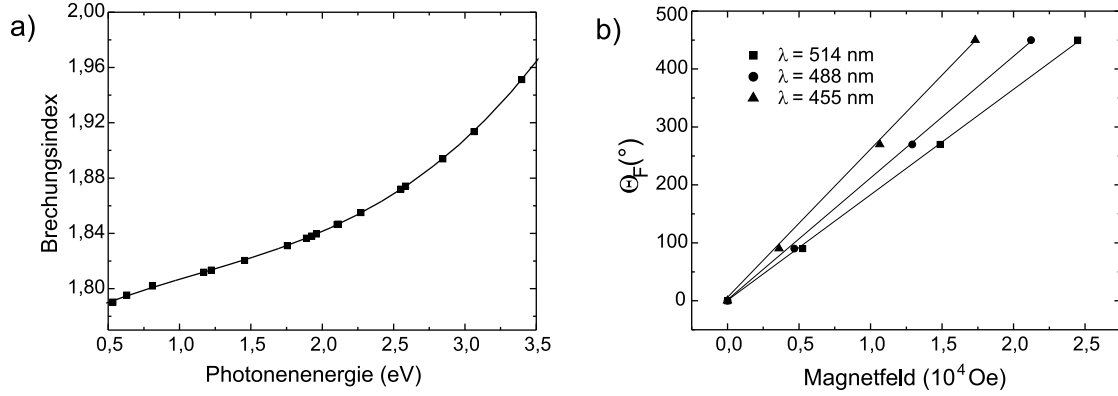 a)
2,00
1,96
1,92
1,88
1,84
1,80
Brechungsindex
0,5 1,0 1,5 2,0 2,5 3,0 3,5
Photonenenergie (eV)
b)
500
400
300
200
100
0
Θ_F(°)
λ = 514 nm
λ = 488 nm
λ = 455 nm
0,0 0,5 1,0 1,5 2,0 2,5
Magnetfeld (10⁴ Oe)